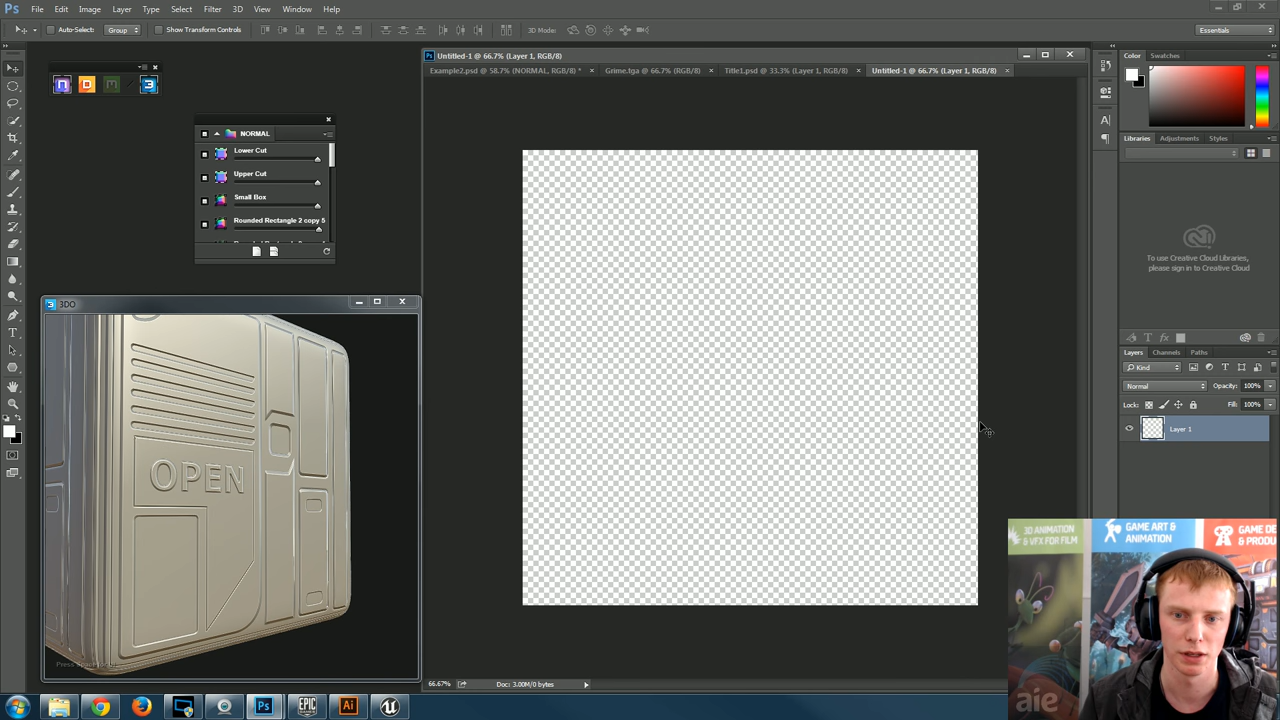 Ps File Edit Image Layer Type Select Filter 3D View Window Help
Auto-Select: Group Show Transform Controls 3D Mode: Essentials
Untitled-1 @ 66.7% (Layer 1, RGB/8)
Example2.psd @ 58.7% (NORMAL, RGB/8) * × Grime.tga @ 66.7% (RGB/8) × Title1.psd @ 33.3% (Layer 1, RGB/8) × Untitled-1 @ 66.7% (Layer 1, RGB/8) ×
Color Swatches
n D m 3
NORMAL
Lower Cut
Upper Cut
Small Box
Rounded Rectangle 2 copy 5
Libraries Adjustments Styles
To use Creative Cloud Libraries,
please sign in to Creative Cloud
3DO
OPEN
Layers Channels Paths
Kind
Normal Opacity: 100%
Lock: Fill: 100%
Layer 1
66.67% Doc: 3.00M/0 bytes
3D ANIMATION
& VFX FOR FILM
GAME ART &
ANIMATION
GAME DE
& PRODU
aie
Ps EPIC Ai